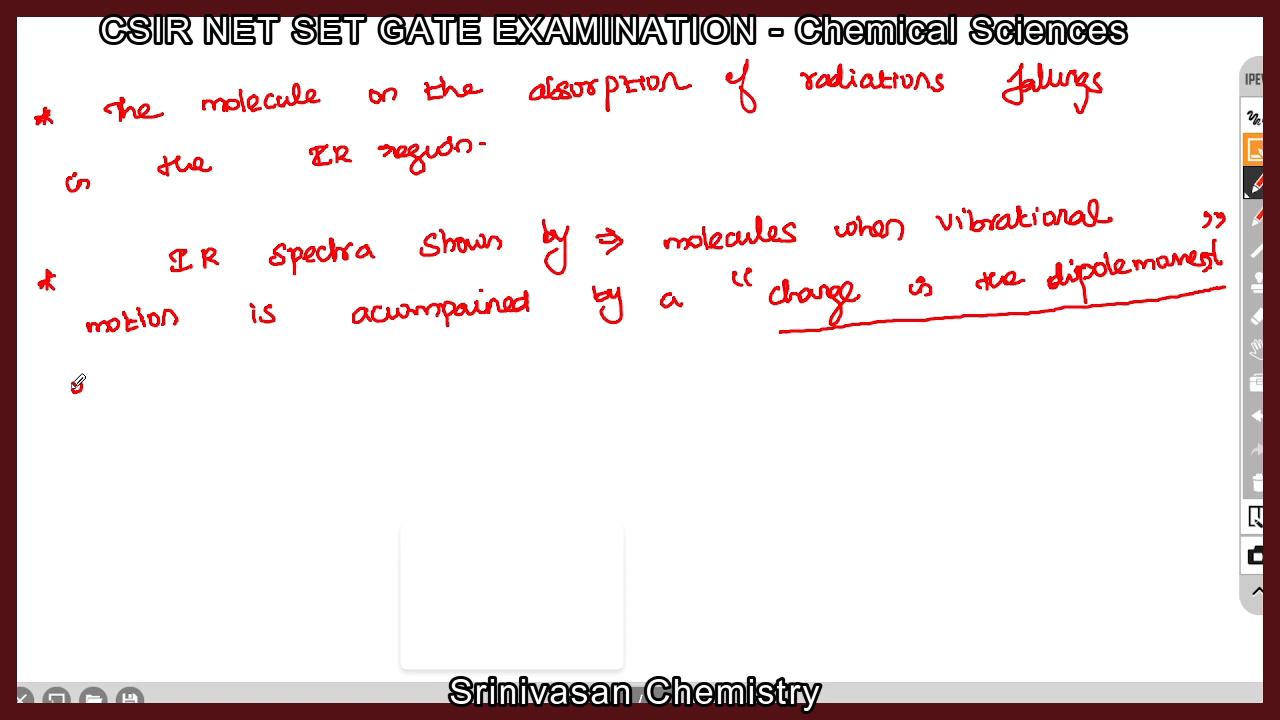 CSIR NET SET GATE EXAMINATION - Chemical Sciences
* The molecule on the absorption of radiations fallings
in the IR region.
* IR Spectra shown by ⇒ molecules when vibrational
motion is acumpained by a “change in the dipolemoment”
Srinivasan Chemistry